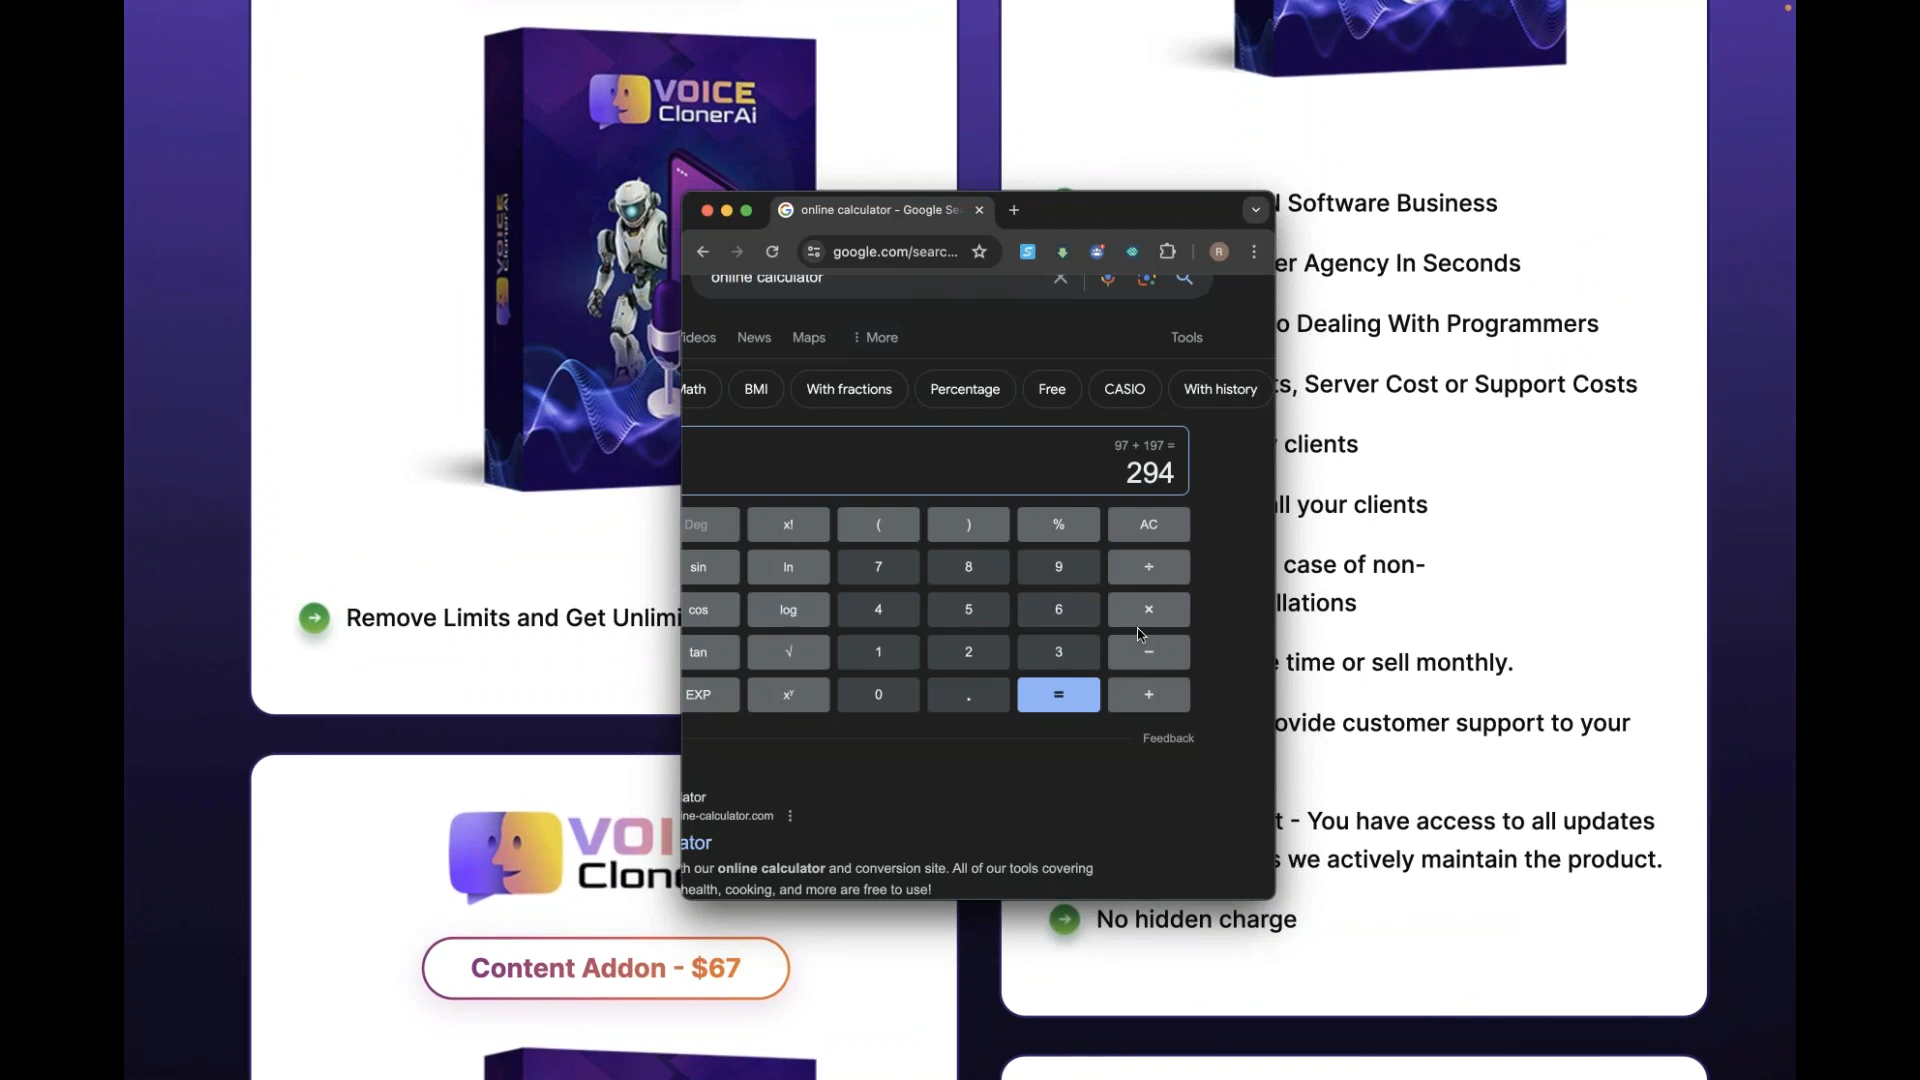 VOICE
ClonerAi
VOICE
ClonerAi
Remove Limits and Get Unlimi
VOI
Clon
Content Addon - $67
online calculator - Google Se
google.com/searc...
R
online calculator
ideos
News
Maps
More
Tools
Math
BMI
With fractions
Percentage
Free
CASIO
With history
97 + 197 =
294
Deg
x!
(
)
%
AC
sin
ln
7
8
9
÷
cos
log
4
5
6
×
tan
√
1
2
3
−
EXP
xʸ
0
.
=
+
Feedback
ator
ine-calculator.com
ator
th our online calculator and conversion site. All of our tools covering
health, cooking, and more are free to use!
Software Business
er Agency In Seconds
o Dealing With Programmers
ts, Server Cost or Support Costs
clients
ll your clients
case of non-
llations
e time or sell monthly.
ovide customer support to your
t - You have access to all updates
s we actively maintain the product.
No hidden charge